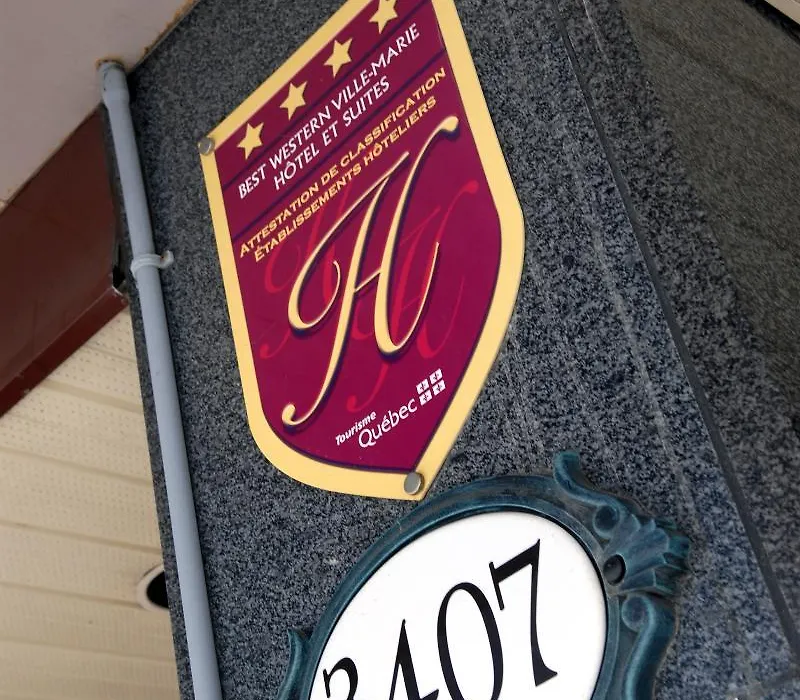 BEST WESTERN VILLE-MARIE
HÔTEL ET SUITES
ATTESTATION DE CLASSIFICATION
ÉTABLISSEMENTS HÔTELIERS
H
Tourisme
Québec
3407